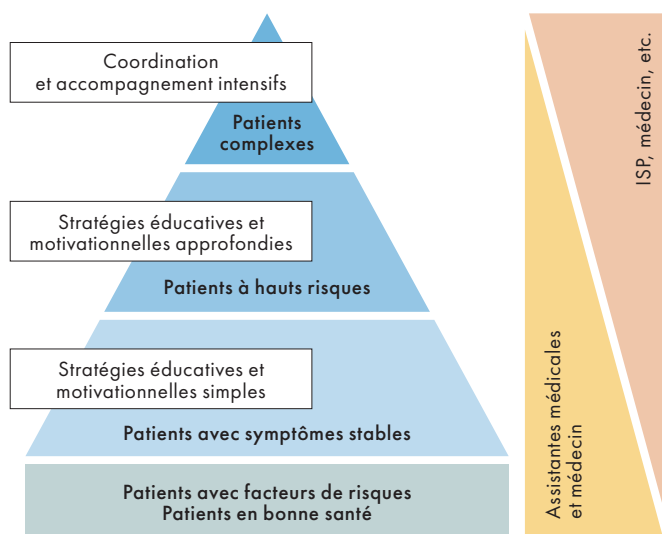 Coordination
et accompagnement intensifs
Patients
complexes
Stratégies éducatives et
motivationnelles approfondies
Patients à hauts risques
Stratégies éducatives et
motivationnelles simples
Patients avec symptômes stables
Patients avec facteurs de risques
Patients en bonne santé
Assistantes médicales
et médecin
ISP, médecin, etc.